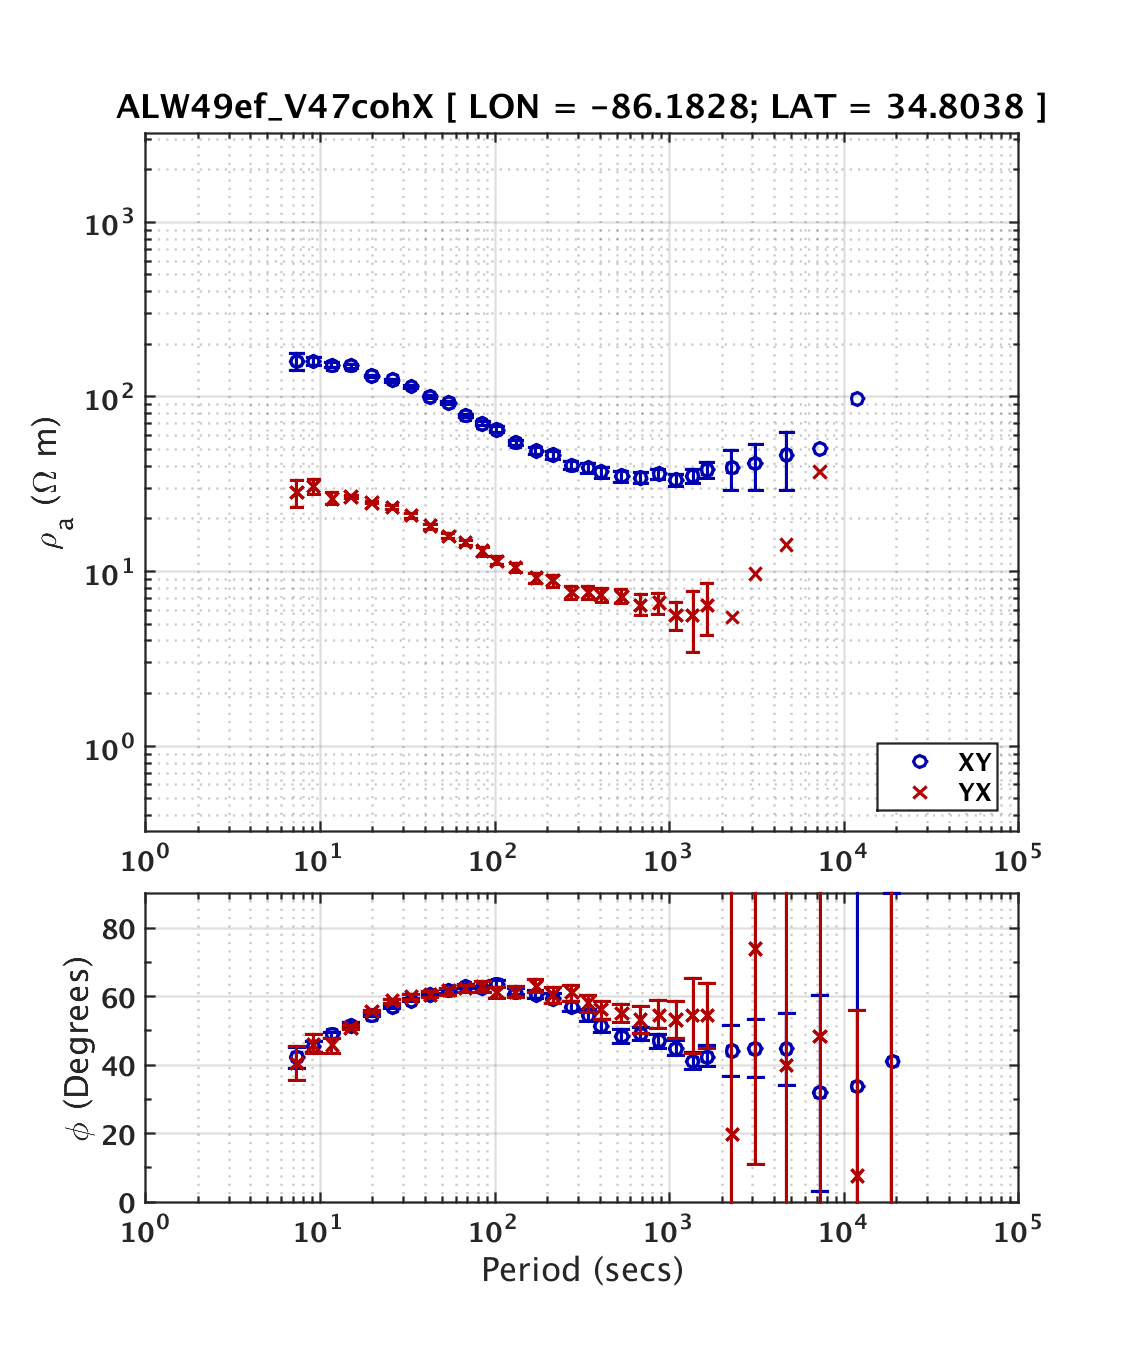 ALW49ef_V47cohX [ LON = -86.1828; LAT = 34.8038 ]
10³
10²
10¹
10⁰
ρa (Ω m)
XY
YX
10⁰ 10¹ 10² 10³ 10⁴ 10⁵
80
60
40
20
0
ϕ (Degrees)
10⁰ 10¹ 10² 10³ 10⁴ 10⁵
Period (secs)